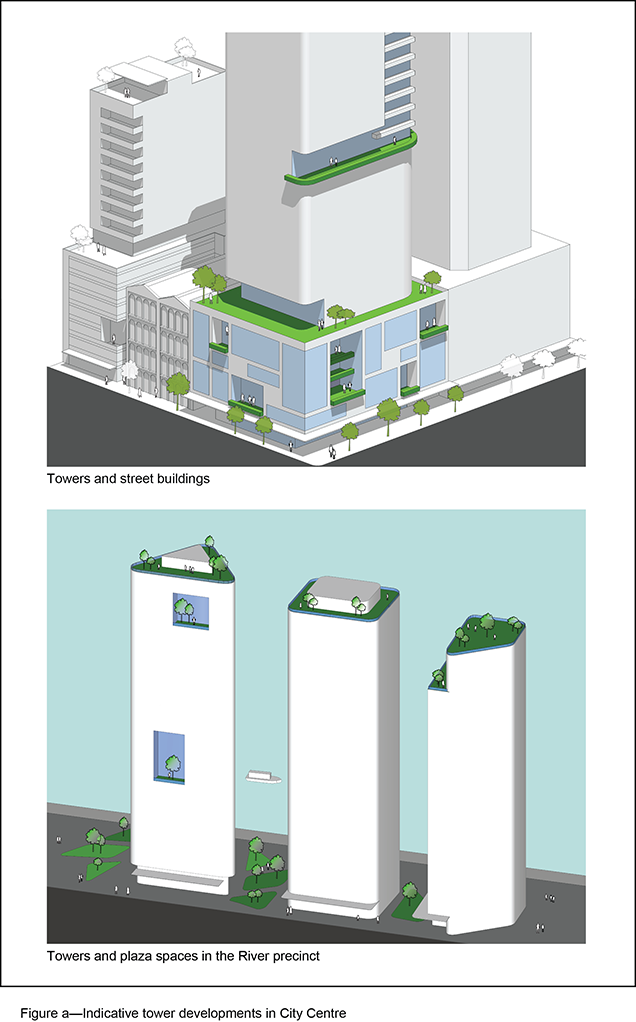 Towers and street buildings
Towers and plaza spaces in the River precinct
Figure a—Indicative tower developments in City Centre